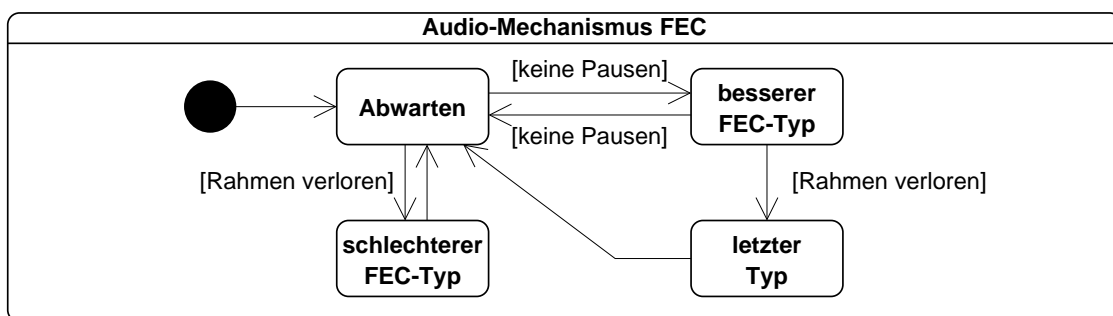 Audio-Mechanismus FEC
[keine Pausen]
Abwarten
besserer
FEC-Typ
[keine Pausen]
[Rahmen verloren]
[Rahmen verloren]
schlechterer
FEC-Typ
letzter
Typ